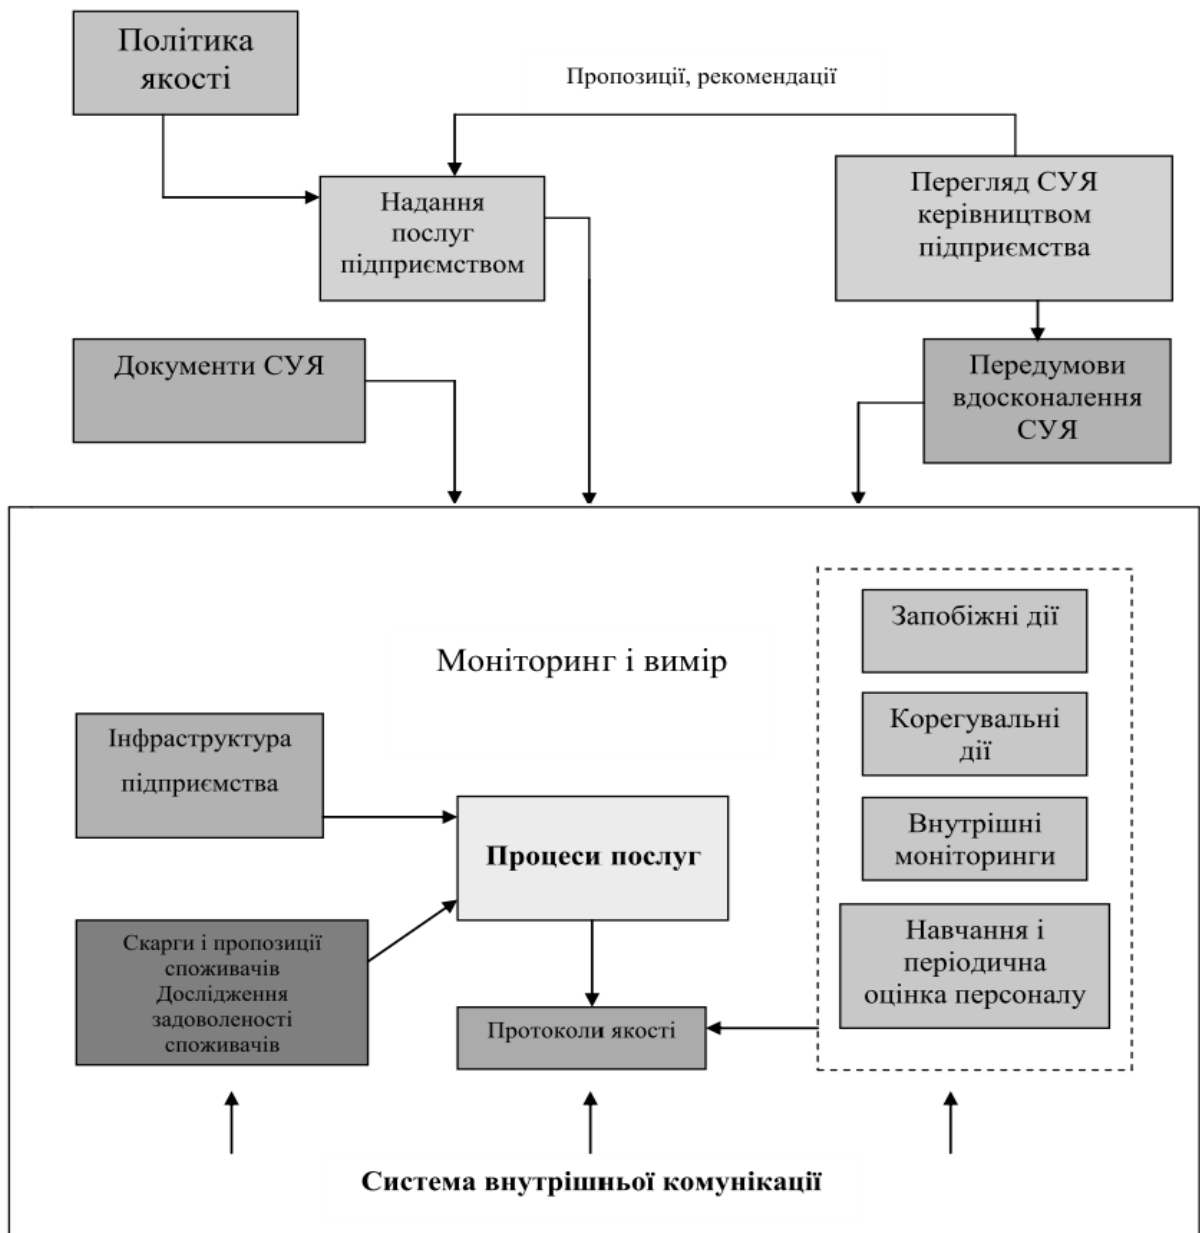 Політика
якості
Пропозиції, рекомендації
Надання
послуг
підприємством
Перегляд СУЯ
керівництвом
підприємства
Документи СУЯ
Передумови
вдосконалення
СУЯ
Моніторинг і вимір
Запобіжні дії
Корегувальні
дії
Внутрішні
моніторинги
Навчання і
періодична
оцінка персоналу
Інфраструктура
підприємства
Процеси послуг
Скарги і пропозиції
споживачів
Дослідження
задоволеності
споживачів
Протоколи якості
Система внутрішньої комунікації